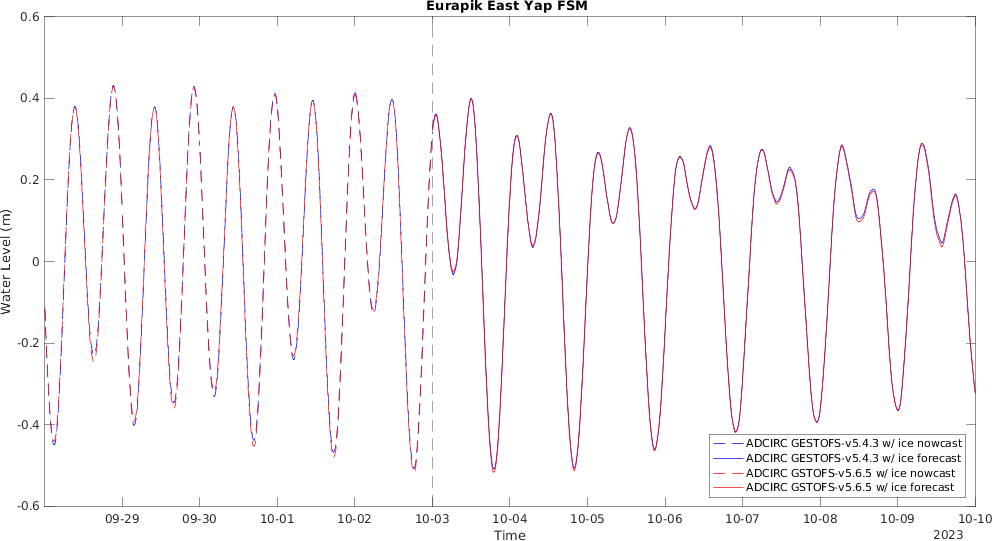 Eurapik East Yap FSM
0.6
0.4
0.2
0
-0.2
-0.4
-0.6
Water Level (m)
ADCIRC GESTOFS-v5.4.3 w/ ice nowcast
ADCIRC GESTOFS-v5.4.3 w/ ice forecast
ADCIRC GSTOFS-v5.6.5 w/ ice nowcast
ADCIRC GSTOFS-v5.6.5 w/ ice forecast
09-29 09-30 10-01 10-02 10-03 10-04 10-05 10-06 10-07 10-08 10-09 10-10
Time
2023